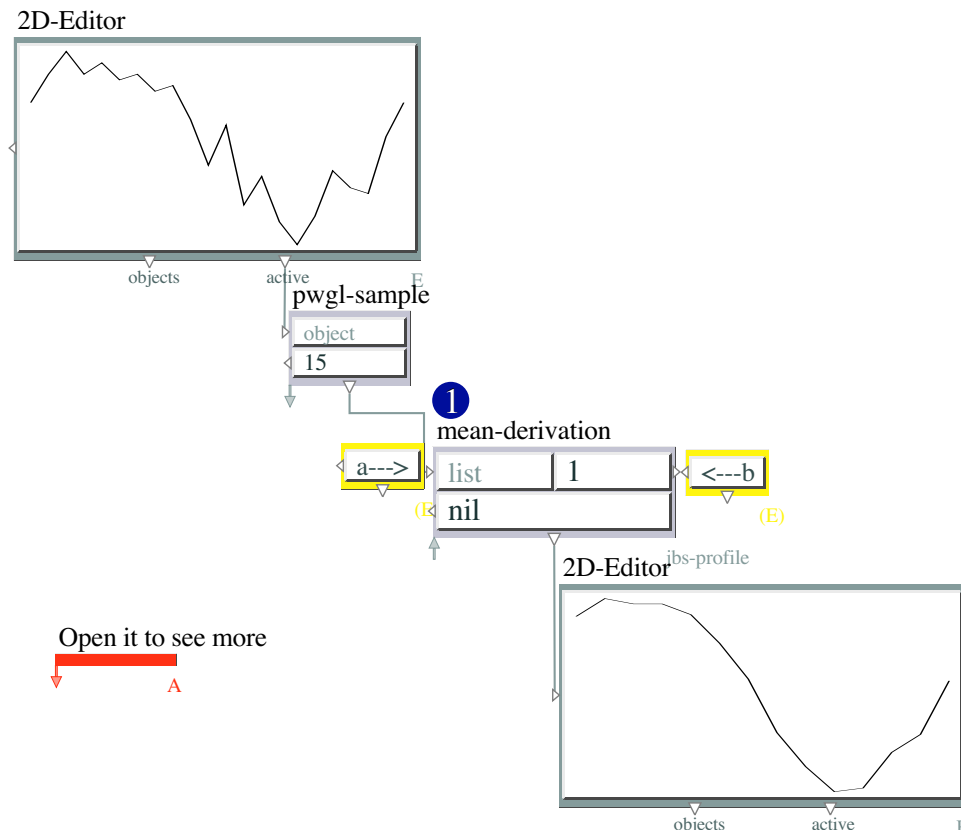 2D-Editor
objects
active
E
pwgl-sample
object
15
1
mean-derivation
a--->
list
1
<---b
nil
(E)
jbs-profile
2D-Editor
Open it to see more
A
objects
active